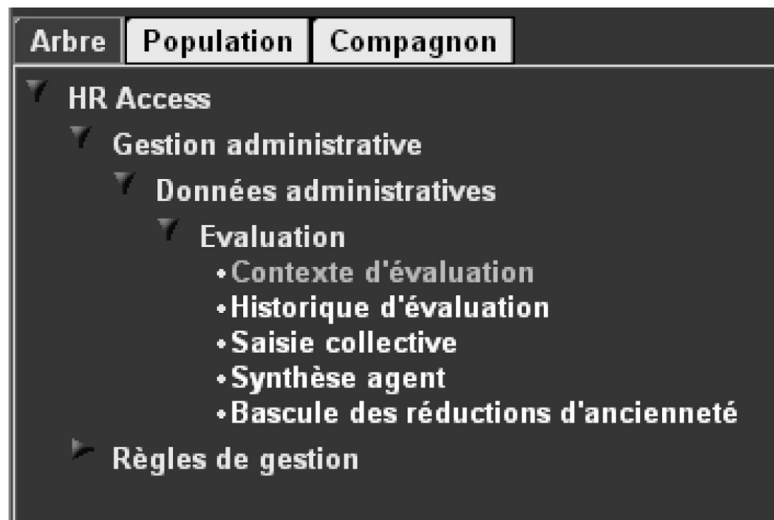 Arbre Population Compagnon
HR Access
Gestion administrative
Données administratives
Evaluation
•Contexte d'évaluation
•Historique d'évaluation
•Saisie collective
•Synthèse agent
•Bascule des réductions d'ancienneté
Règles de gestion